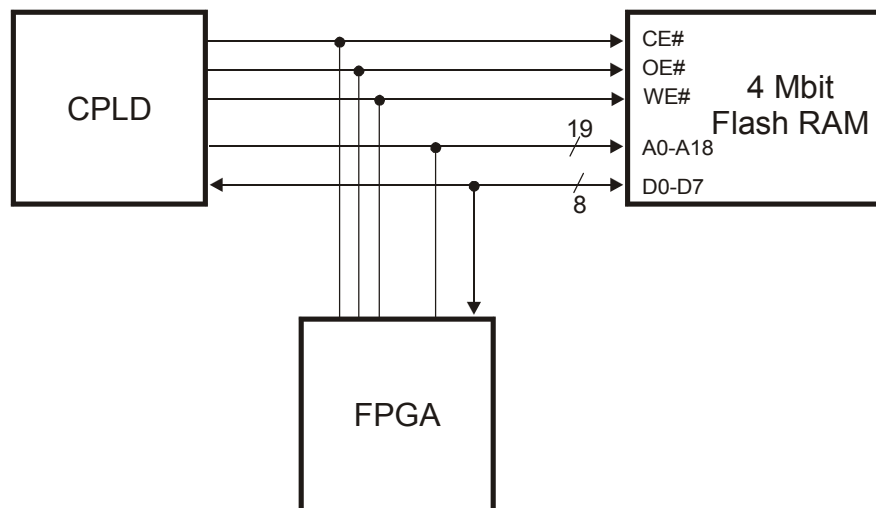 CPLD
CE#
OE#
WE#
19
A0-A18
8
D0-D7
4 Mbit
Flash RAM
FPGA